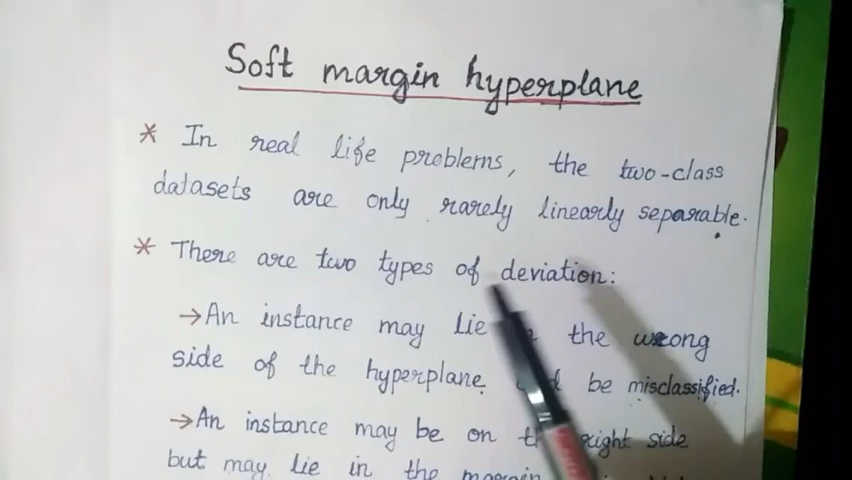 Soft margin hyperplane
* In real life problems, the two-class
datasets are only rarely linearly separable.
* There are two types of deviation:
→ An instance may lie the wrong
side of the hyperplane be misclassified.
→ An instance may be on right side
but may lie in the margin